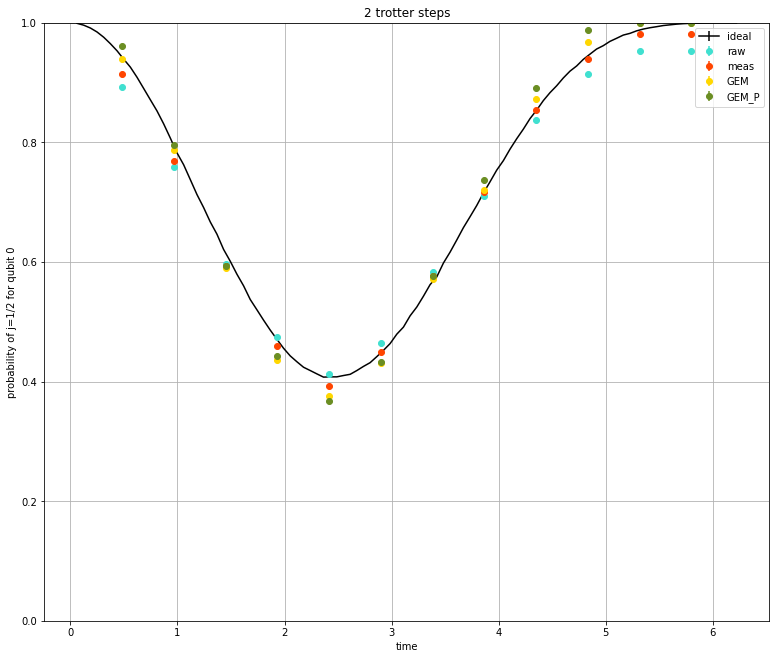 2 trotter steps
probability of j=1/2 for qubit 0
1.0
0.8
0.6
0.4
0.2
0.0
0 1 2 3 4 5 6
time
ideal
raw
meas
GEM
GEM_P